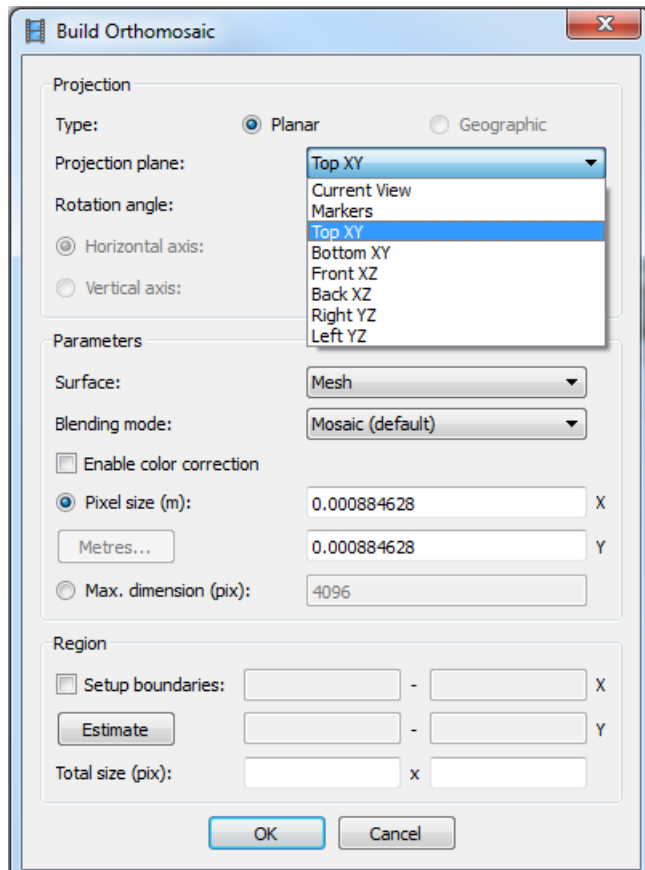 Build Orthomosaic
Projection
Type: Planar Geographic
Projection plane: Top XY
Current View
Rotation angle: Markers
Top XY
Horizontal axis: Bottom XY
Front XZ
Vertical axis: Back XZ
Right YZ
Left YZ
Parameters
Surface: Mesh
Blending mode: Mosaic (default)
Enable color correction
Pixel size (m): 0.000884628 X
Metres... 0.000884628 Y
Max. dimension (pix): 4096
Region
Setup boundaries: - X
Estimate - Y
Total size (pix): x
OK Cancel